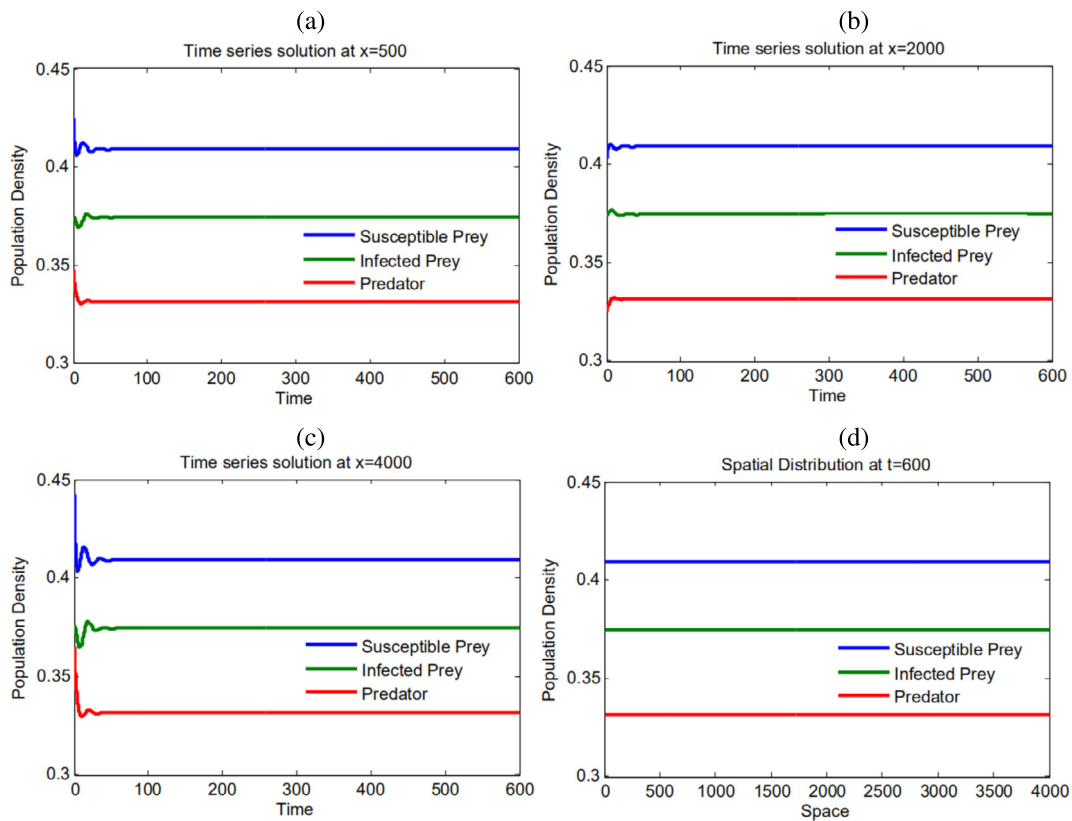 (a)
Time series solution at x=500
0.45
0.4
0.35
0.3
Population Density
Susceptible Prey
Infected Prey
Predator
0 100 200 300 400 500 600
Time
(b)
Time series solution at x=2000
0.45
0.4
0.35
0.3
Population Density
Susceptible Prey
Infected Prey
Predator
0 100 200 300 400 500 600
Time
(c)
Time series solution at x=4000
0.45
0.4
0.35
0.3
Population Density
Susceptible Prey
Infected Prey
Predator
0 100 200 300 400 500 600
Time
(d)
Spatial Distribution at t=600
0.45
0.4
0.35
0.3
Population Density
Susceptible Prey
Infected Prey
Predator
0 500 1000 1500 2000 2500 3000 3500 4000
Space